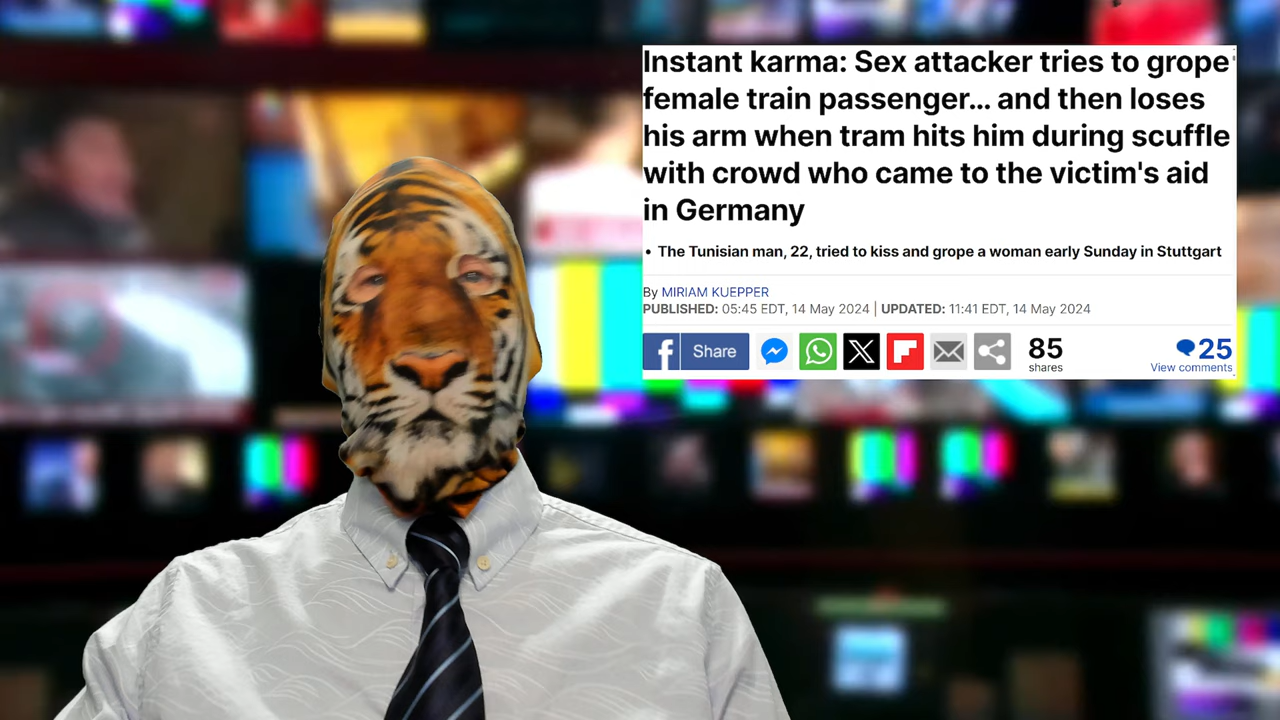 Instant karma: Sex attacker tries to grope
female train passenger... and then loses
his arm when tram hits him during scuffle
with crowd who came to the victim's aid
in Germany
• The Tunisian man, 22, tried to kiss and grope a woman early Sunday in Stuttgart
By MIRIAM KUEPPER
PUBLISHED: 05:45 EDT, 14 May 2024 | UPDATED: 11:41 EDT, 14 May 2024
f Share 85 shares 25 View comments